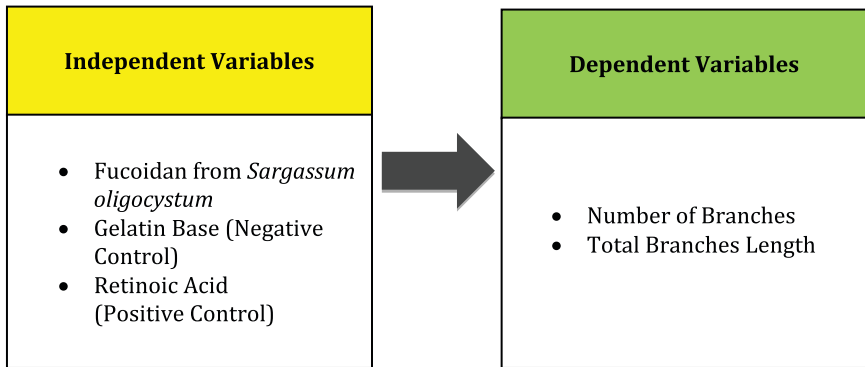 Independent Variables
• Fucoidan from Sargassum
oligocystum
• Gelatin Base (Negative
Control)
• Retinoic Acid
(Positive Control)
Dependent Variables
• Number of Branches
• Total Branches Length